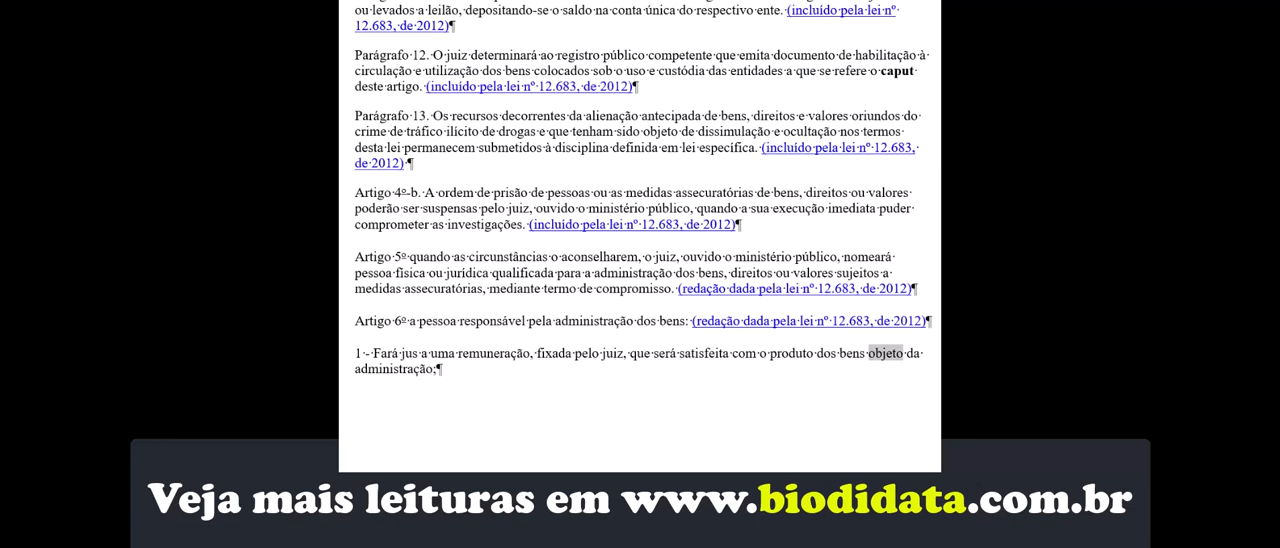 ou levados a leilão, depositando-se o saldo na conta única do respectivo ente. (incluído pela lei nº
12.683, de 2012)¶
Parágrafo 12. O juiz determinará ao registro público competente que emita documento de habilitação à
circulação e utilização dos bens colocados sob o uso e custódia das entidades a que se refere o caput
deste artigo. (incluído pela lei nº 12.683, de 2012)¶
Parágrafo 13. Os recursos decorrentes da alienação antecipada de bens, direitos e valores oriundos do
crime de tráfico ilícito de drogas e que tenham sido objeto de dissimulação e ocultação nos termos
desta lei permanecem submetidos à disciplina definida em lei específica. (incluído pela lei nº 12.683,
de 2012) ¶
Artigo 4º-b. A ordem de prisão de pessoas ou as medidas assecuratórias de bens, direitos ou valores
poderão ser suspensas pelo juiz, ouvido o ministério público, quando a sua execução imediata puder
comprometer as investigações. (incluído pela lei nº 12.683, de 2012)¶
Artigo 5º quando as circunstâncias o aconselharem, o juiz, ouvido o ministério público, nomeará
pessoa física ou jurídica qualificada para a administração dos bens, direitos ou valores sujeitos a
medidas assecuratórias, mediante termo de compromisso. (redação dada pela lei nº 12.683, de 2012)¶
Artigo 6º a pessoa responsável pela administração dos bens: (redação dada pela lei nº 12.683, de 2012)¶
1 - Fará jus a uma remuneração, fixada pelo juiz, que será satisfeita com o produto dos bens objeto da
administração;¶
Veja mais leituras em www.biodidata.com.br